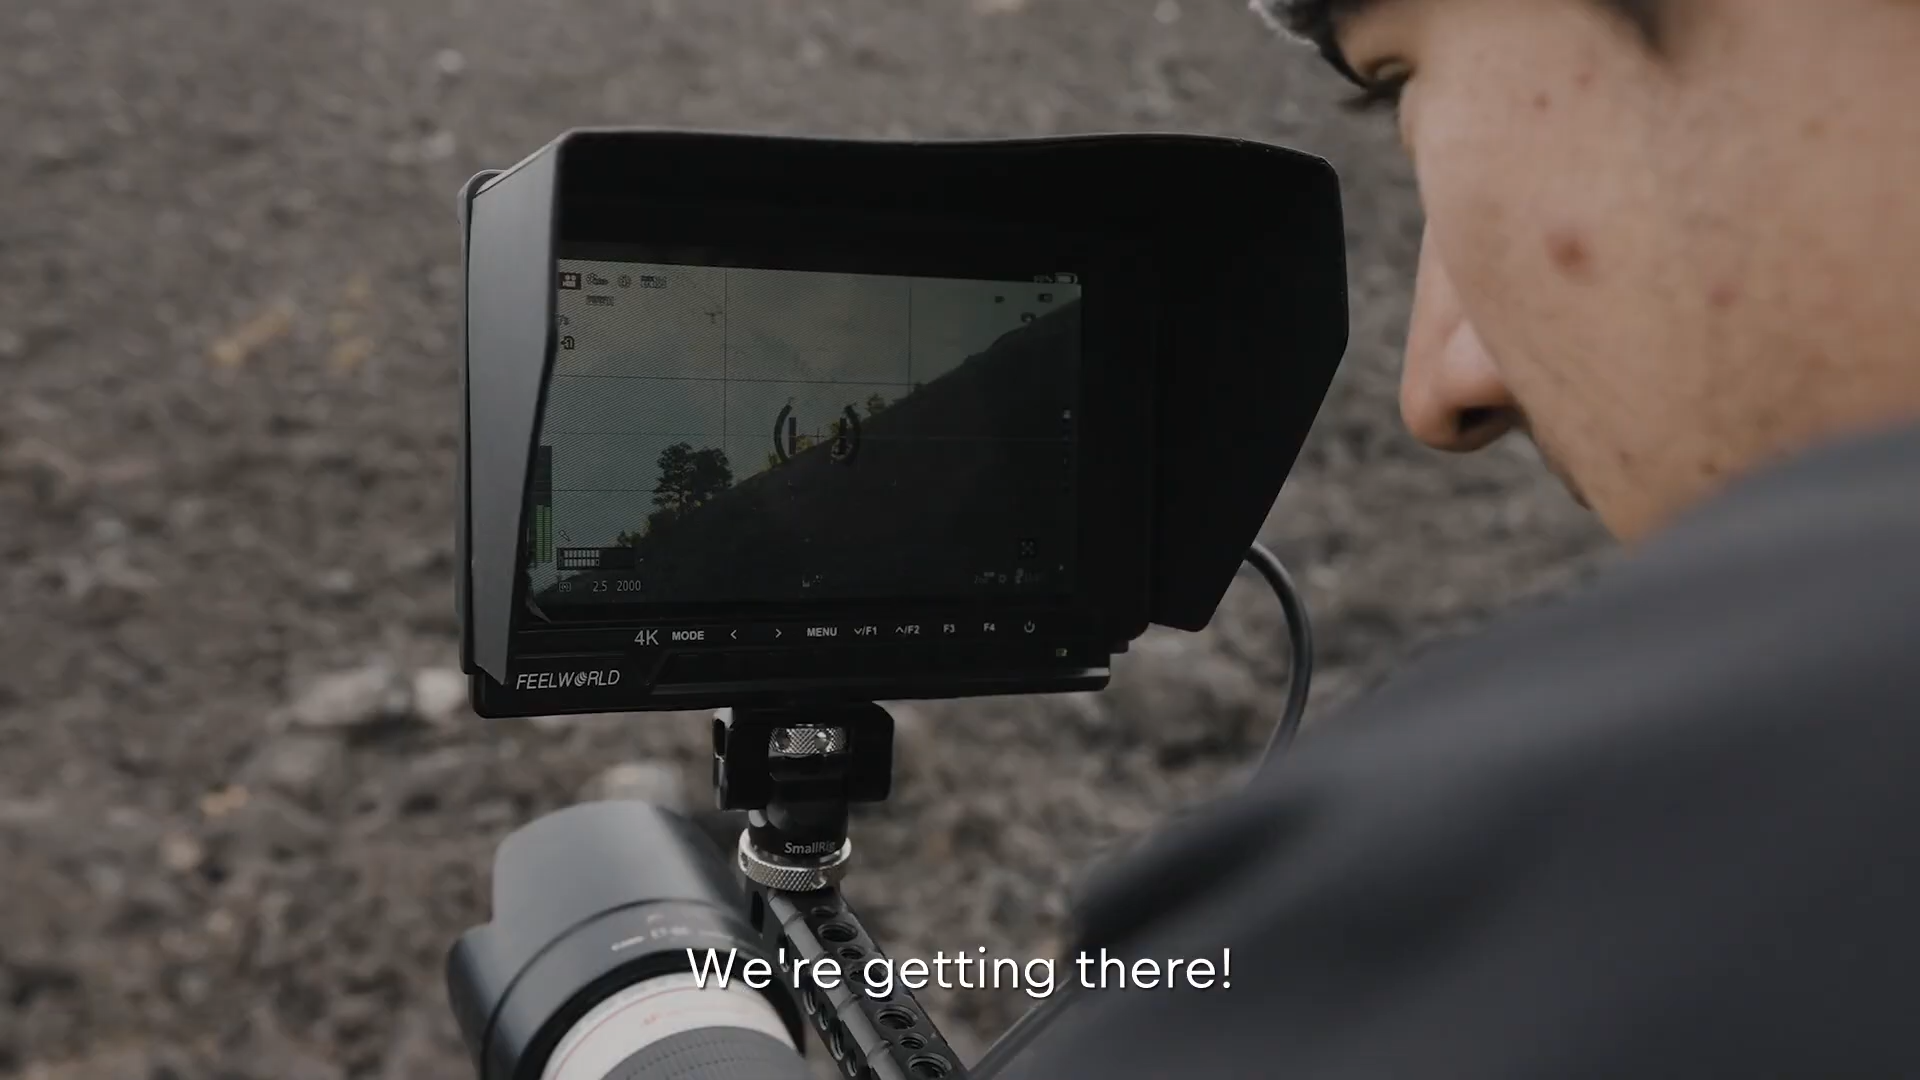 2.5 2000
4K MODE < > MENU ∨/F1 ∧/F2 F3 F4
FEELWORLD
SmallRig
We're getting there!